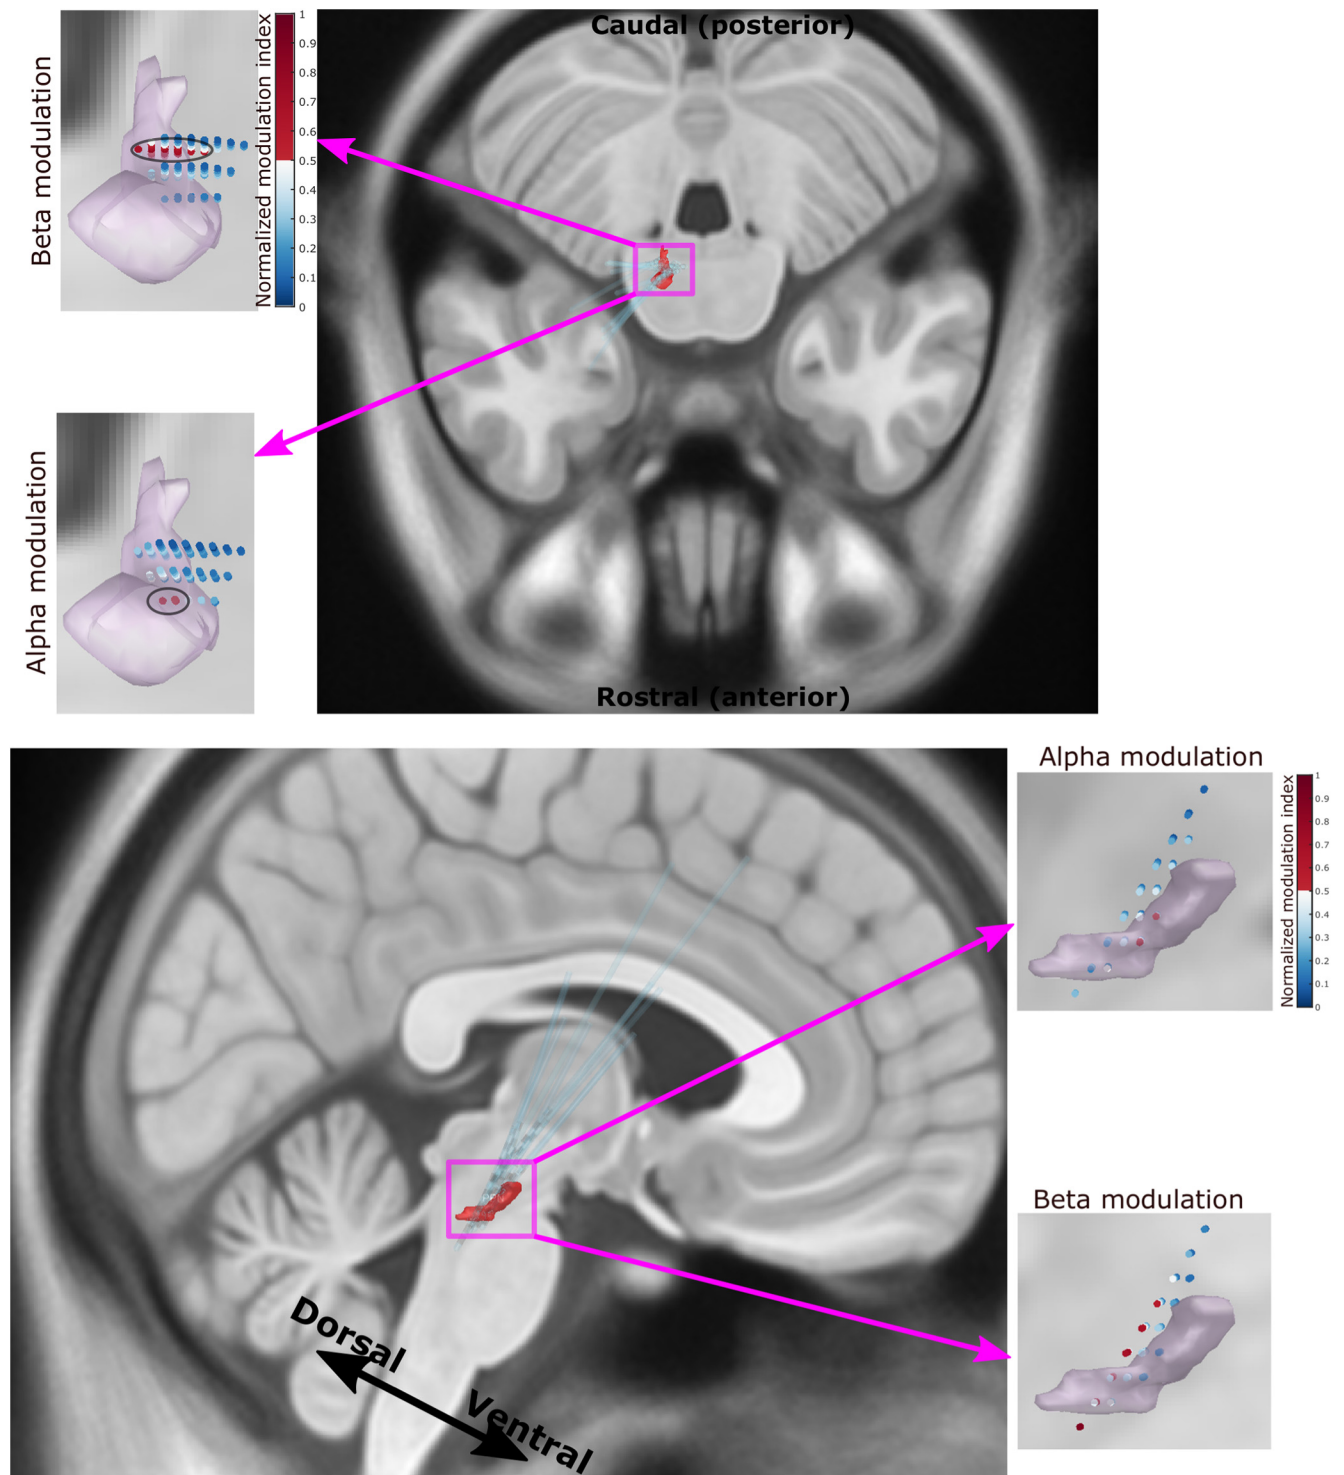 Caudal (posterior)
Beta modulation
Normalized modulation index
1
0.9
0.8
0.7
0.6
0.5
0.4
0.3
0.2
0.1
0
Alpha modulation
Rostral (anterior)
Alpha modulation
Normalized modulation index
1
0.9
0.8
0.7
0.6
0.5
0.4
0.3
0.2
0.1
0
Beta modulation
Dorsal
Ventral